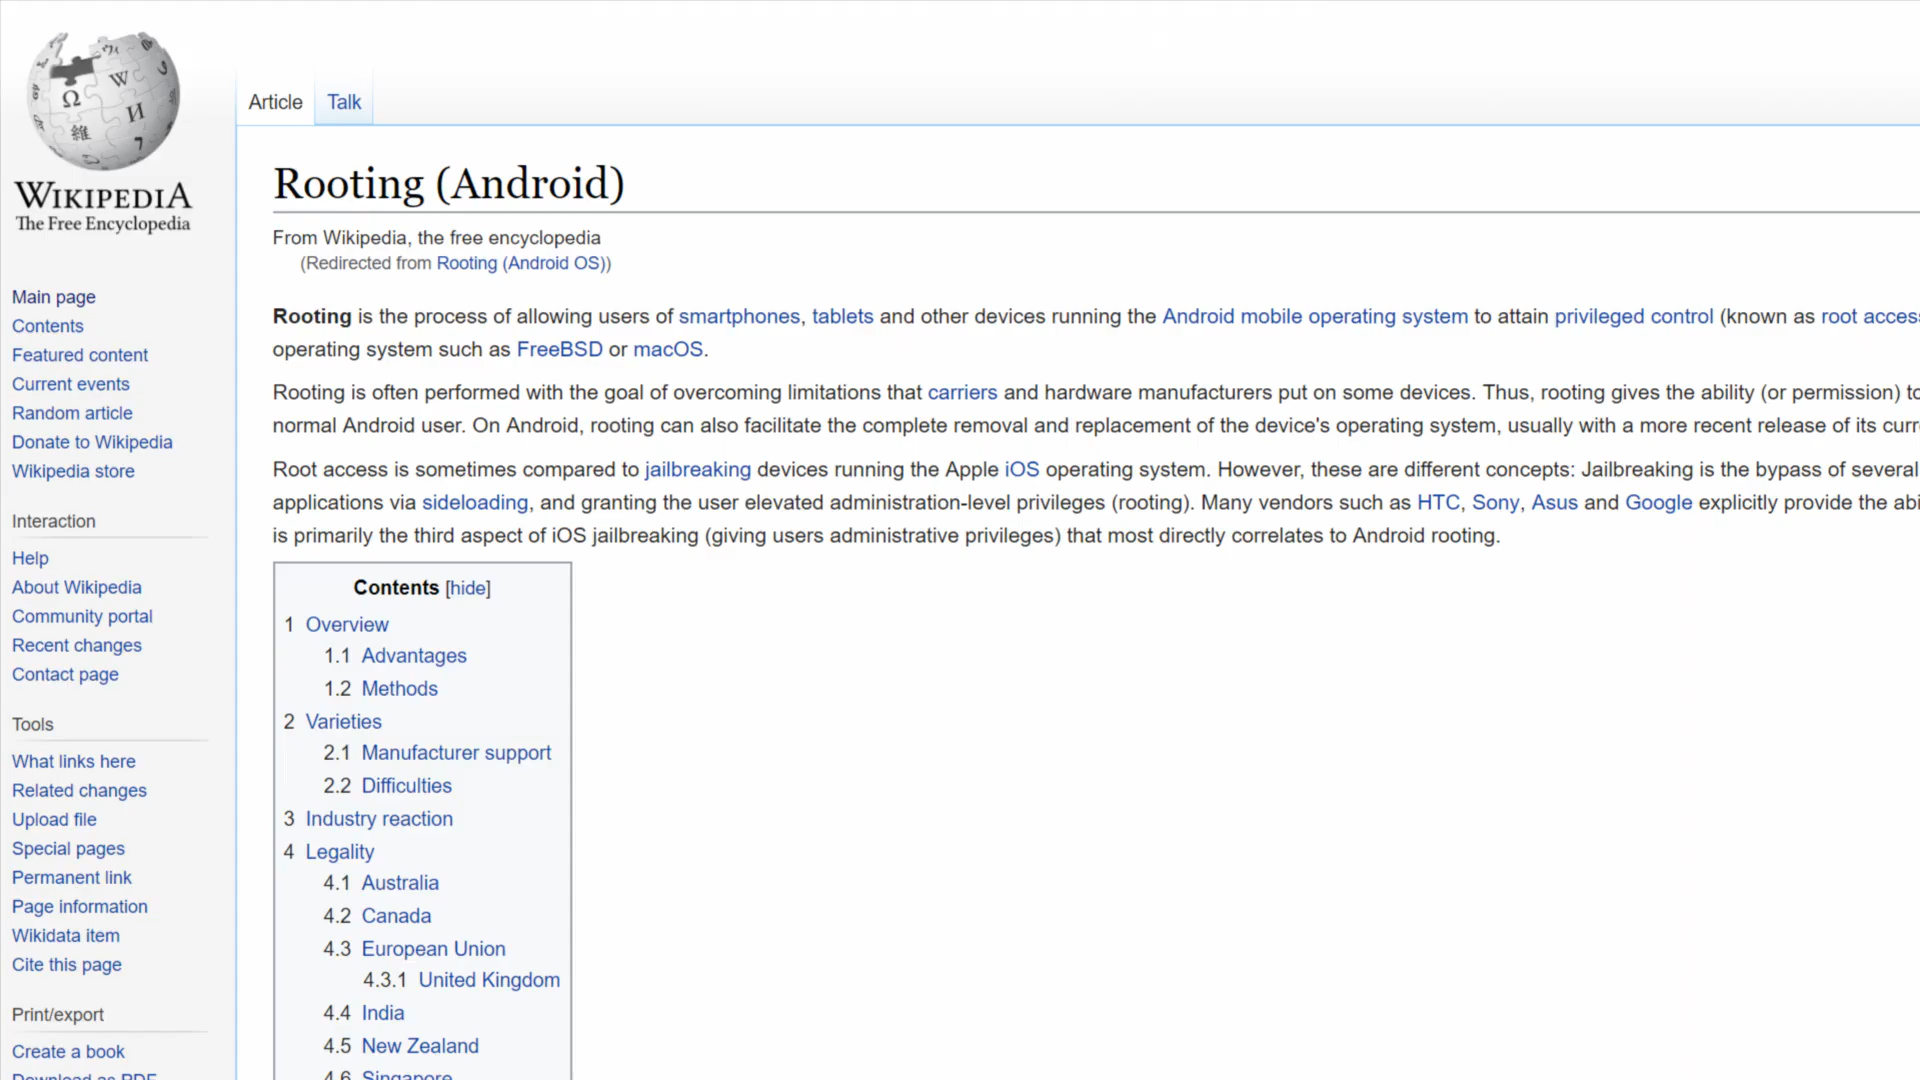 WIKIPEDIA
The Free Encyclopedia
Main page
Contents
Featured content
Current events
Random article
Donate to Wikipedia
Wikipedia store
Interaction
Help
About Wikipedia
Community portal
Recent changes
Contact page
Tools
What links here
Related changes
Upload file
Special pages
Permanent link
Page information
Wikidata item
Cite this page
Print/export
Create a book
Download as PDF
Article Talk
Rooting (Android)
From Wikipedia, the free encyclopedia
(Redirected from Rooting (Android OS))
Rooting is the process of allowing users of smartphones, tablets and other devices running the Android mobile operating system to attain privileged control (known as root
operating system such as FreeBSD or macOS.
Rooting is often performed with the goal of overcoming limitations that carriers and hardware manufacturers put on some devices. Thus, rooting gives the ability (or permission)
normal Android user. On Android, rooting can also facilitate the complete removal and replacement of the device's operating system, usually with a more recent release of its
Root access is sometimes compared to jailbreaking devices running the Apple iOS operating system. However, these are different concepts: Jailbreaking is the bypass of several
applications via sideloading, and granting the user elevated administration-level privileges (rooting). Many vendors such as HTC, Sony, Asus and Google explicitly provide the
is primarily the third aspect of iOS jailbreaking (giving users administrative privileges) that most directly correlates to Android rooting.
Contents [hide]
1 Overview
1.1 Advantages
1.2 Methods
2 Varieties
2.1 Manufacturer support
2.2 Difficulties
3 Industry reaction
4 Legality
4.1 Australia
4.2 Canada
4.3 European Union
4.3.1 United Kingdom
4.4 India
4.5 New Zealand
4.6 Singapore